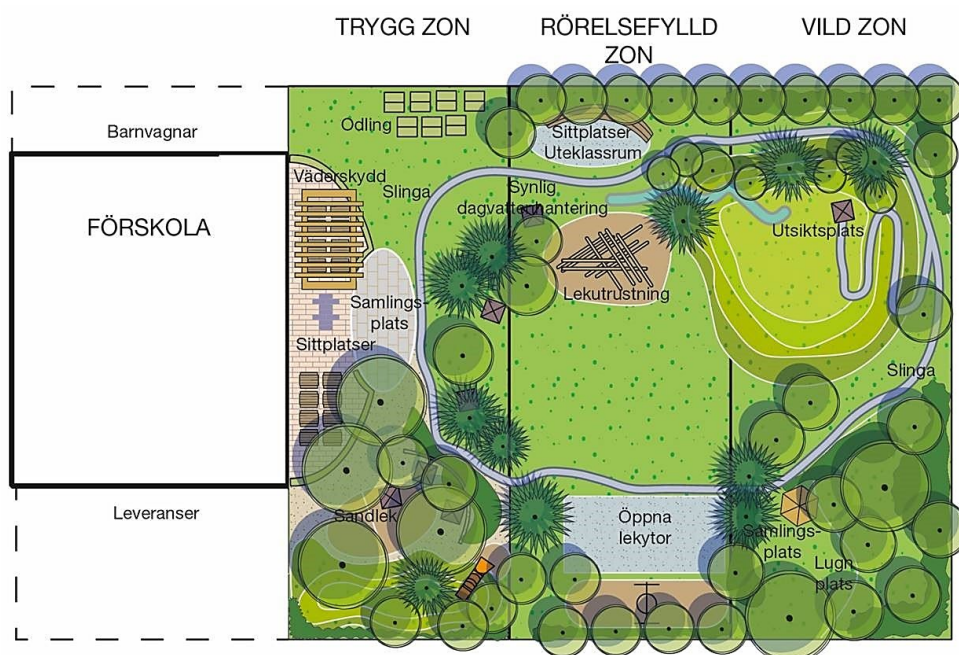 TRYGG ZON
RÖRELSEFYLLD
ZON
VILD ZON
Barnvagnar
FÖRSKOLA
Leveranser
Odling
Väderskydd
Slinga
Samlings-
plats
Sittplatser
Sandlek
Sittplatser
Uteklassrum
Synlig
dagvattenhantering
Lekutrustning
Öppna
lekytor
Utsiktsplats
Slinga
Samlings-
plats
Lugn
plats